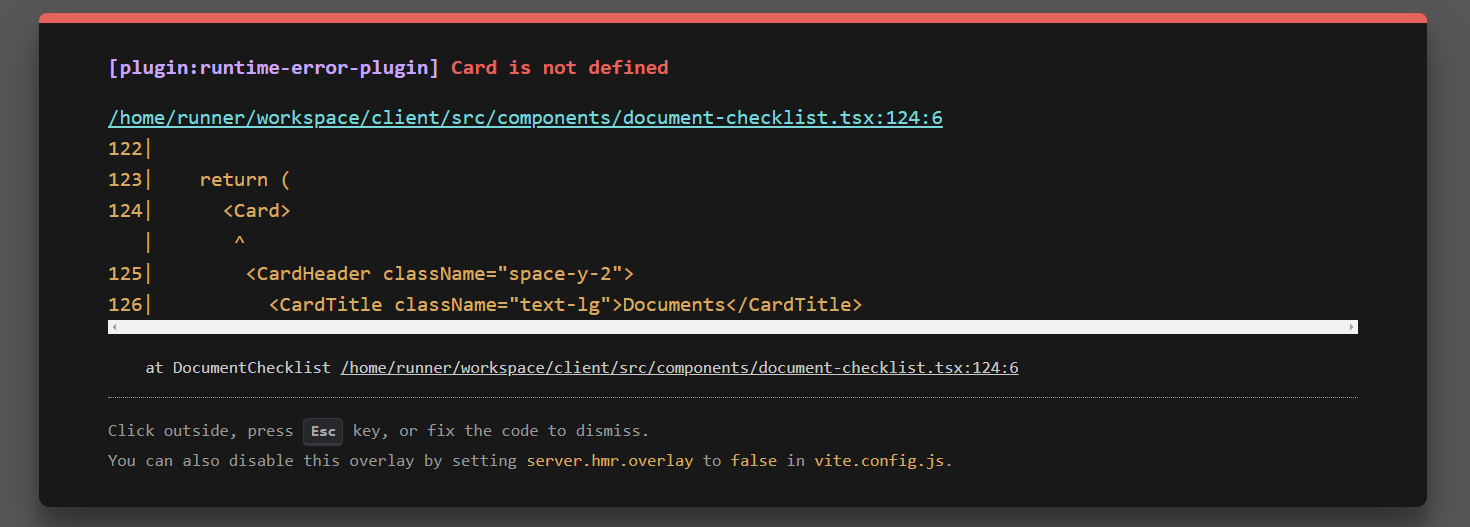 [plugin:runtime-error-plugin] Card is not defined
/home/runner/workspace/client/src/components/document-checklist.tsx:124:6
122|
123|    return (
124|      <Card>
   |       ^
125|        <CardHeader className="space-y-2">
126|          <CardTitle className="text-lg">Documents</CardTitle>
at DocumentChecklist /home/runner/workspace/client/src/components/document-checklist.tsx:124:6
Click outside, press Esc key, or fix the code to dismiss.
You can also disable this overlay by setting server.hmr.overlay to false in vite.config.js.